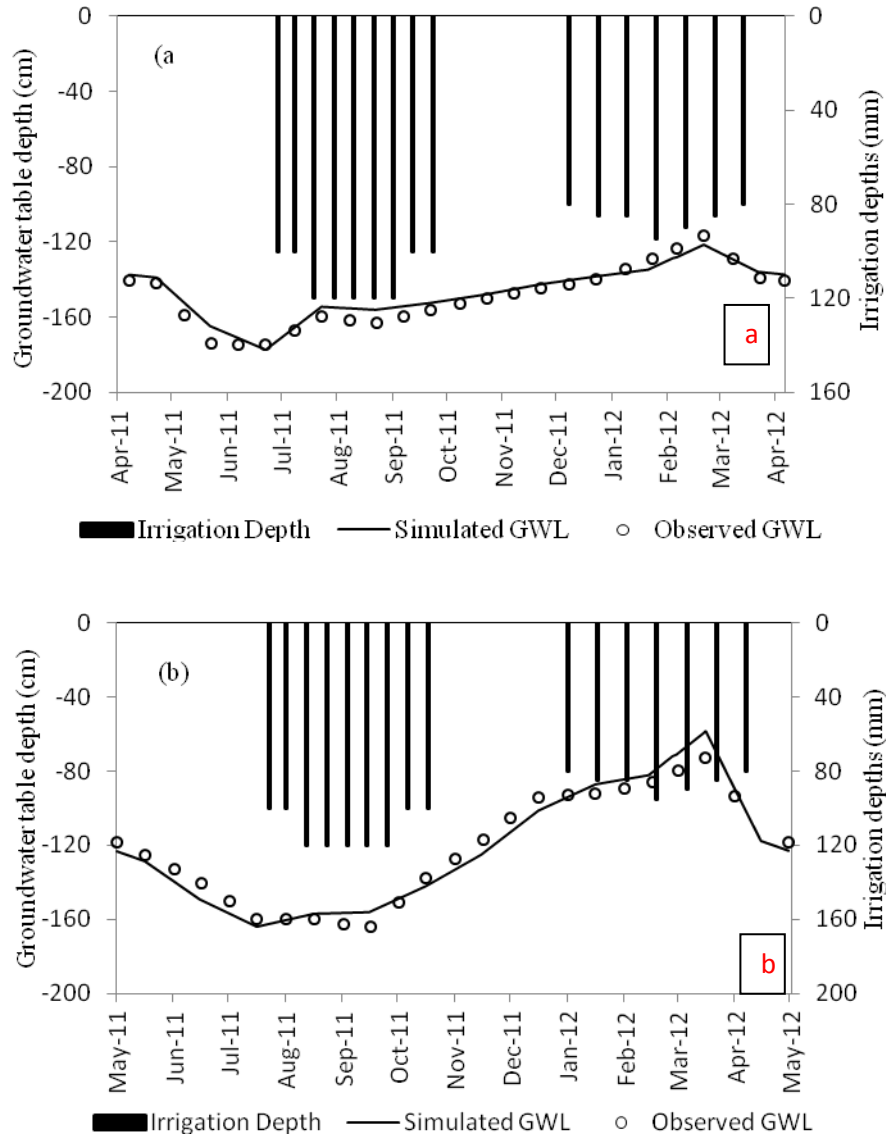 (a
Groundwater table depth (cm)
0
-40
-80
-120
-160
-200
0
40
80
120
160
Irrigation depths (mm)
a
Apr-11
May-11
Jun-11
Jul-11
Aug-11
Sep-11
Oct-11
Nov-11
Dec-11
Jan-12
Feb-12
Mar-12
Apr-12
Irrigation Depth Simulated GWL Observed GWL
(b)
Groundwater table depth (cm)
0
-40
-80
-120
-160
-200
0
40
80
120
160
200
Irrigation depths (mm)
b
May-11
Jun-11
Jul-11
Aug-11
Sep-11
Oct-11
Nov-11
Dec-11
Jan-12
Feb-12
Mar-12
Apr-12
May-12
Irrigation Depth Simulated GWL Observed GWL